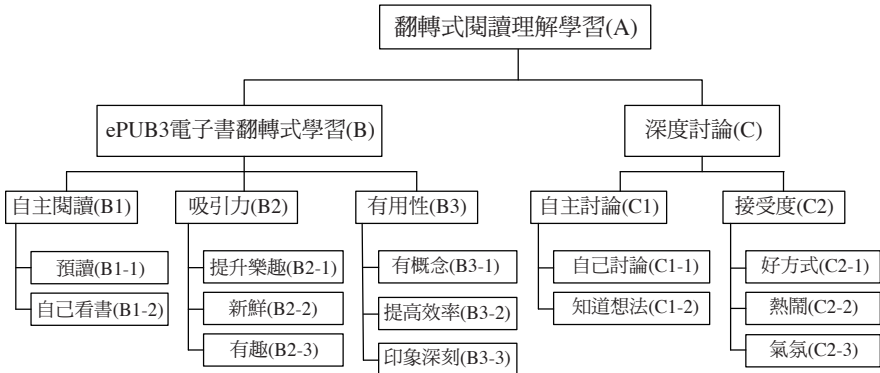 翻轉式閱讀理解學習(A)
ePUB3電子書翻轉式學習(B)
深度討論(C)
自主閱讀(B1)
吸引力(B2)
有用性(B3)
自主討論(C1)
接受度(C2)
預讀(B1-1)
自己看書(B1-2)
提升樂趣(B2-1)
新鮮(B2-2)
有趣(B2-3)
有概念(B3-1)
提高效率(B3-2)
印象深刻(B3-3)
自己討論(C1-1)
知道想法(C1-2)
好方式(C2-1)
熱鬧(C2-2)
氣氛(C2-3)